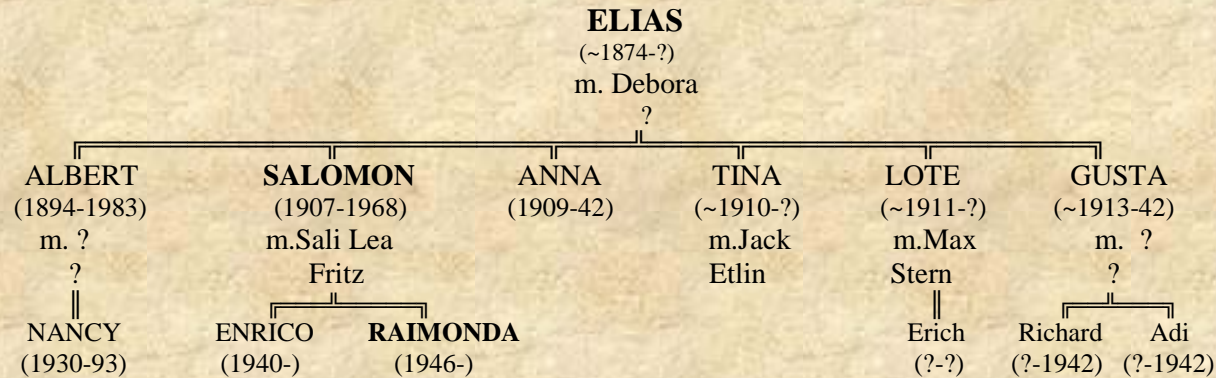 ELIAS
(~1874-?)
m. Debora
?
ALBERT SALOMON ANNA TINA LOTE GUSTA
(1894-1983) (1907-1968) (1909-42) (~1910-?) (~1911-?) (~1913-42)
m. ? m.Sali Lea m.Jack m.Max m. ?
? Fritz Etlin Stern ?
NANCY ENRICO RAIMONDA Erich Richard Adi
(1930-93) (1940-) (1946-) (?-?) (?-1942) (?-1942)